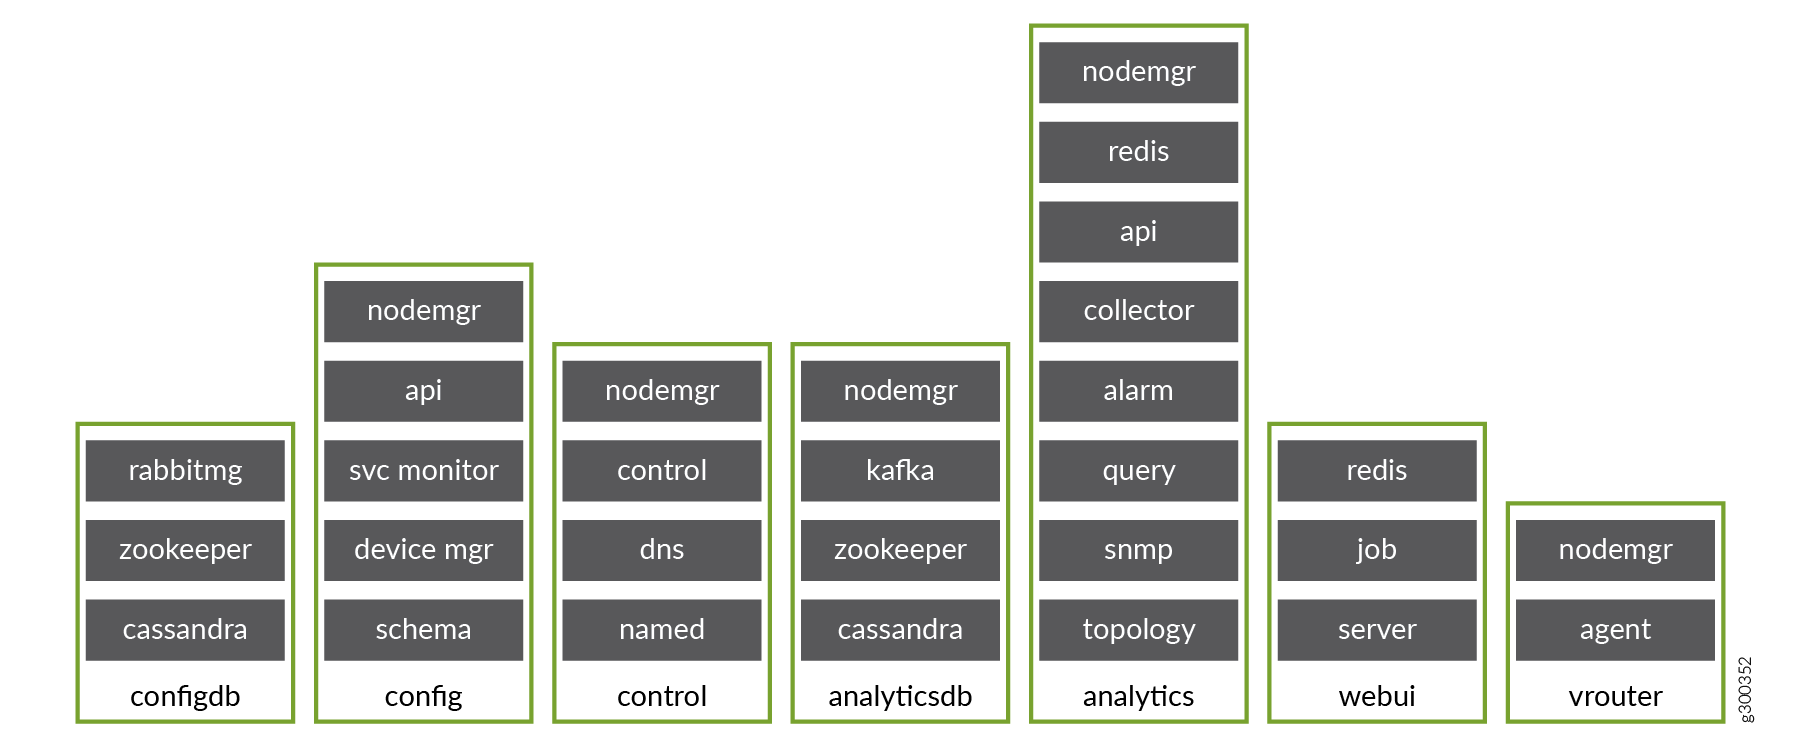 rabbitmg
zookeeper
cassandra
configdb
nodemgr
api
svc monitor
device mgr
schema
config
nodemgr
control
dns
named
control
nodemgr
kafka
zookeeper
cassandra
analyticsdb
nodemgr
redis
api
collector
alarm
query
snmp
topology
analytics
redis
job
server
webui
nodemgr
agent
vrouter
g300352